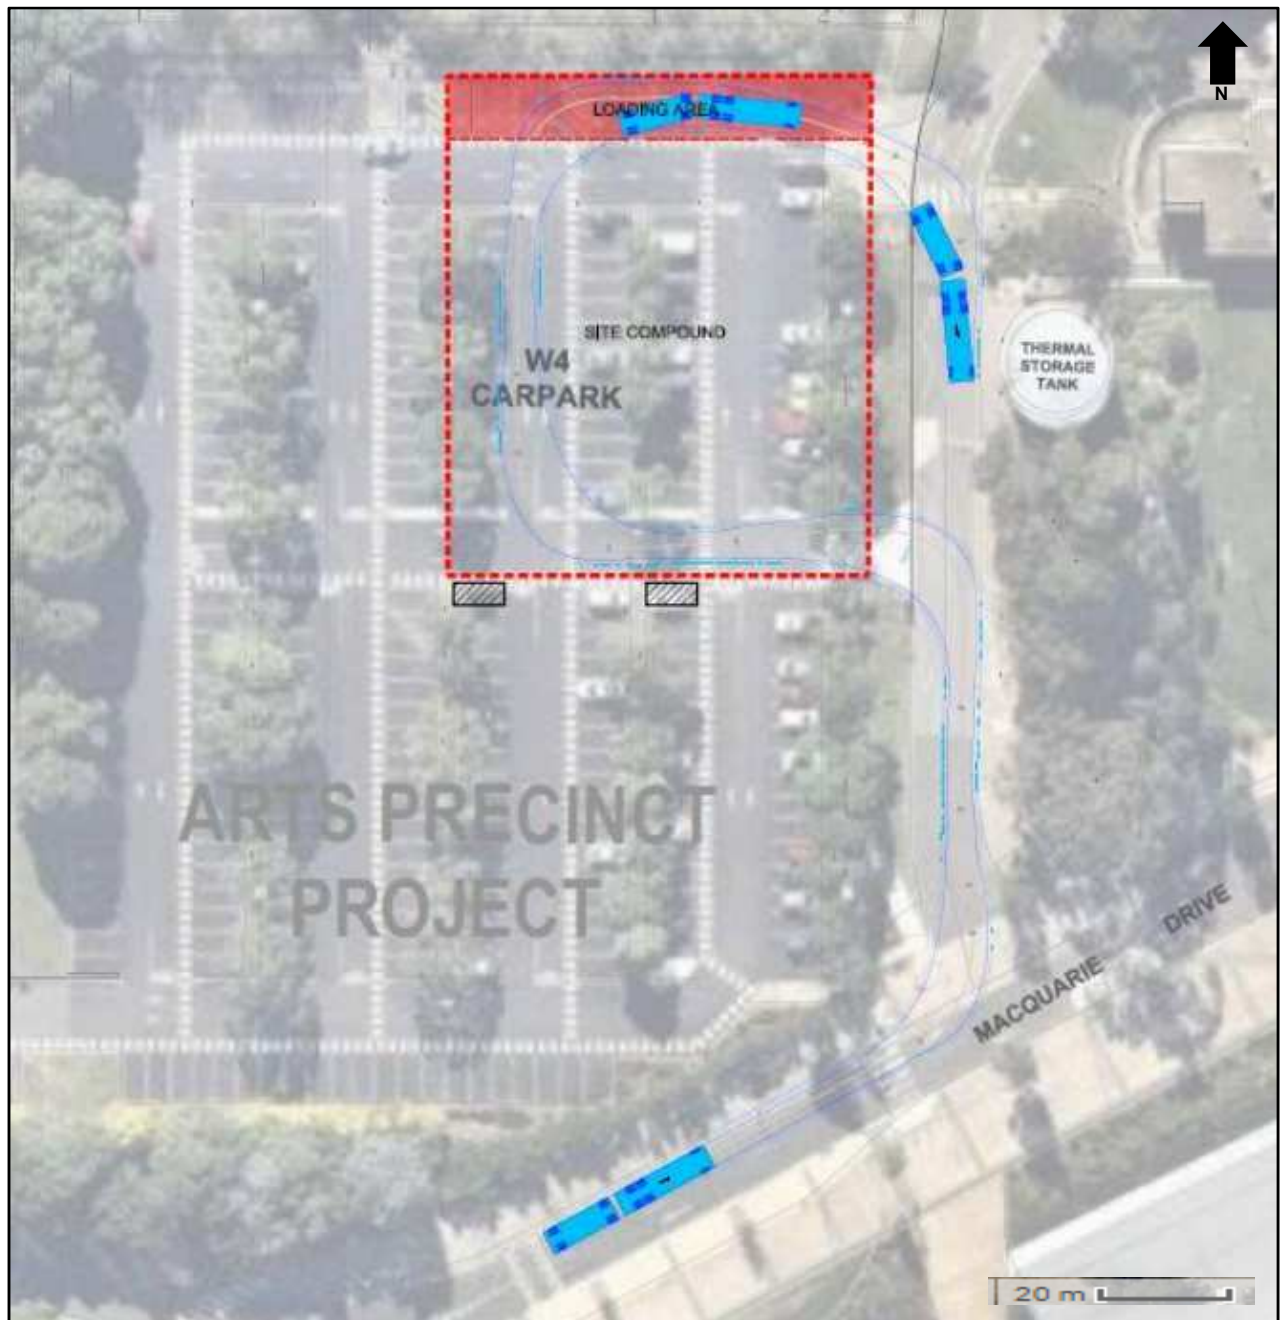 N
LOADING AREA
SITE COMPOUND
W4
CARPARK
THERMAL
STORAGE
TANK
ARTS PRECINCT
PROJECT
MACQUARIE DRIVE
20 m